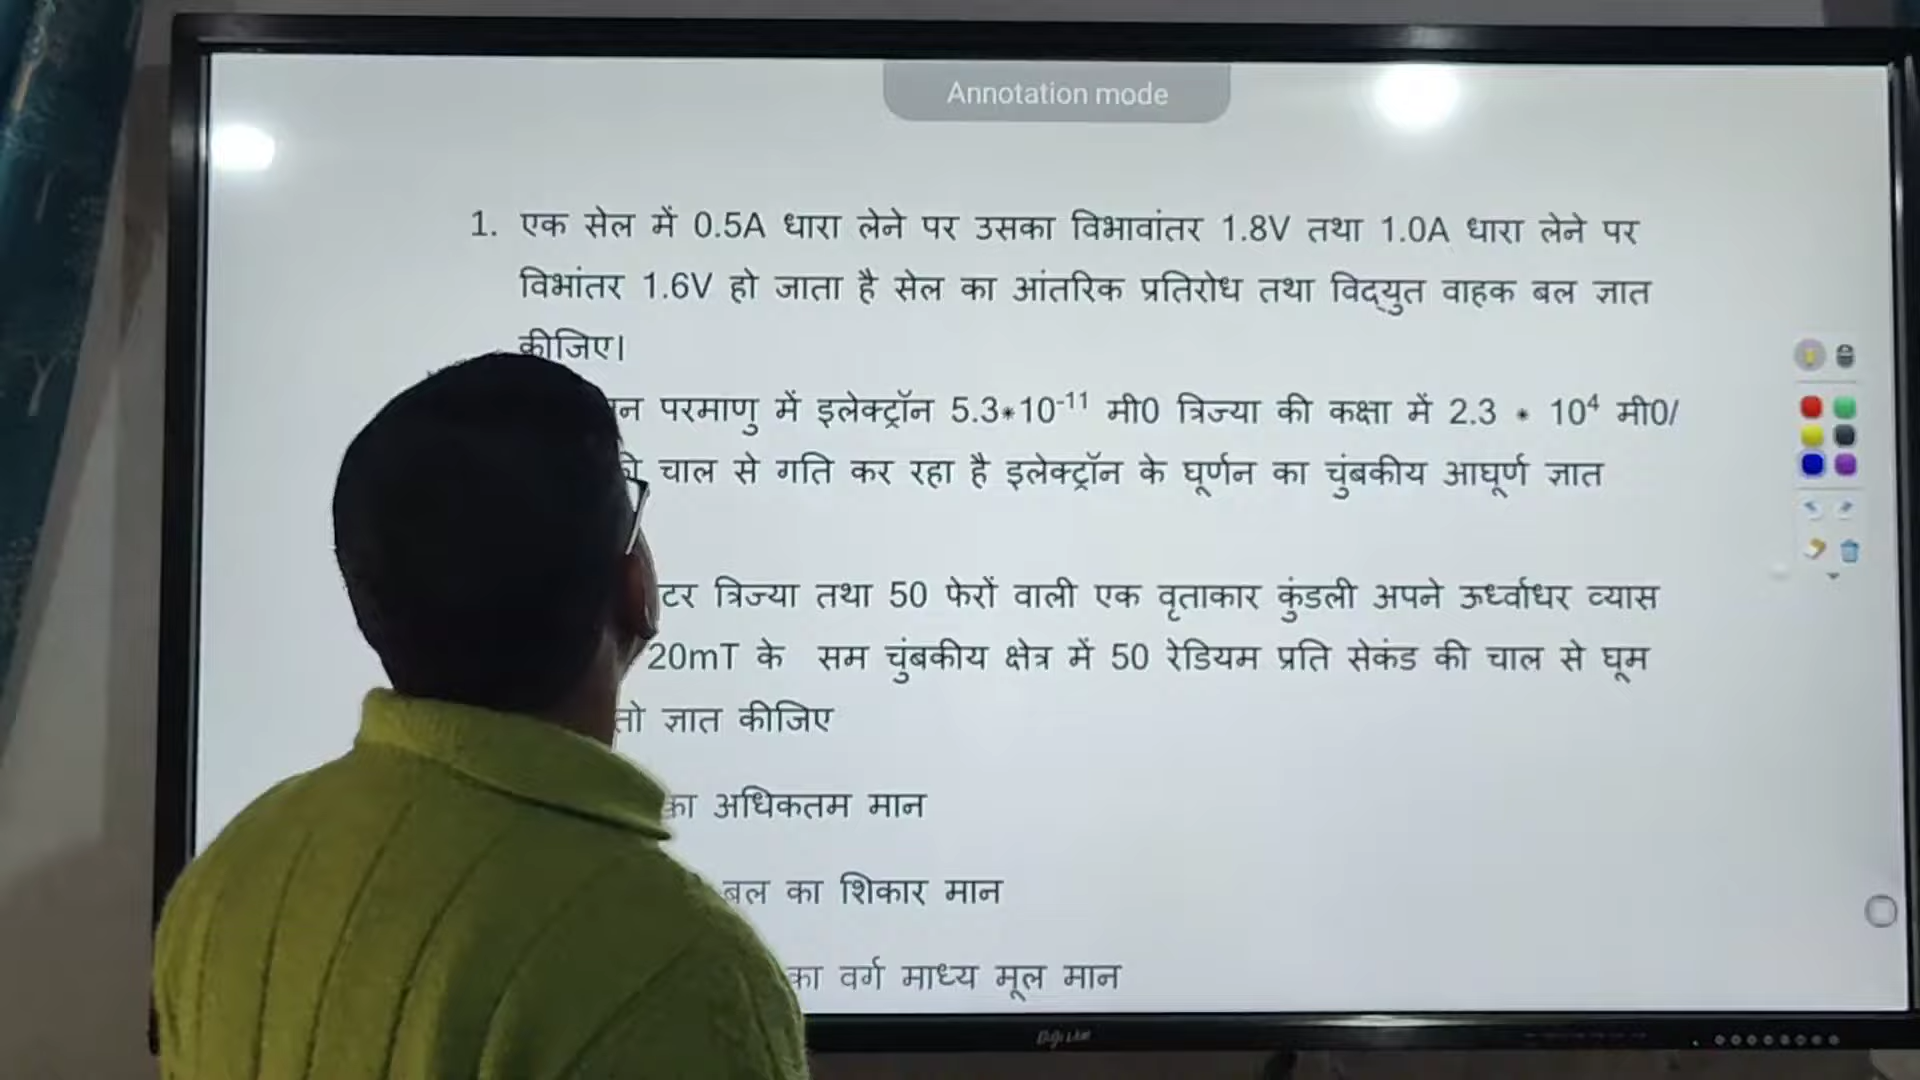 Annotation mode
1. एक सेल में 0.5A धारा लेने पर उसका विभावांतर 1.8V तथा 1.0A धारा लेने पर
विभांतर 1.6V हो जाता है सेल का आंतरिक प्रतिरोध तथा विद्युत वाहक बल ज्ञात
कीजिए।
परमाणु में इलेक्ट्रॉन 5.3*10⁻¹¹ मी0 त्रिज्या की कक्षा में 2.3 * 10⁴ मी0/
चाल से गति कर रहा है इलेक्ट्रॉन के घूर्णन का चुंबकीय आघूर्ण ज्ञात
त्रिज्या तथा 50 फेरों वाली एक वृताकार कुंडली अपने ऊर्ध्वाधर व्यास
20mT के सम चुंबकीय क्षेत्र में 50 रेडियम प्रति सेकंड की चाल से घूम
तो ज्ञात कीजिए
का अधिकतम मान
बल का शिकार मान
का वर्ग माध्य मूल मान